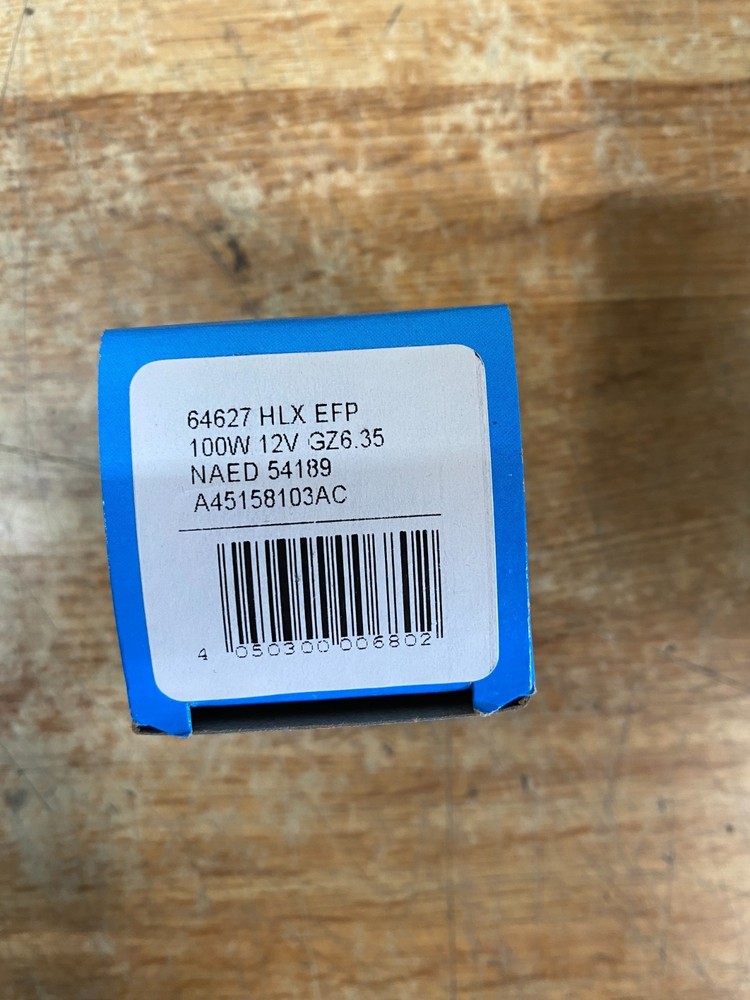 64627 HLX EFP
100W 12V GZ6.35
NAED 54189
A45158103AC
4 050300 006802